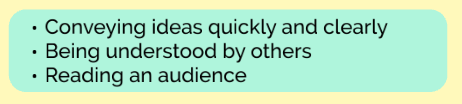 • Conveying ideas quickly and clearly
• Being understood by others
• Reading an audience